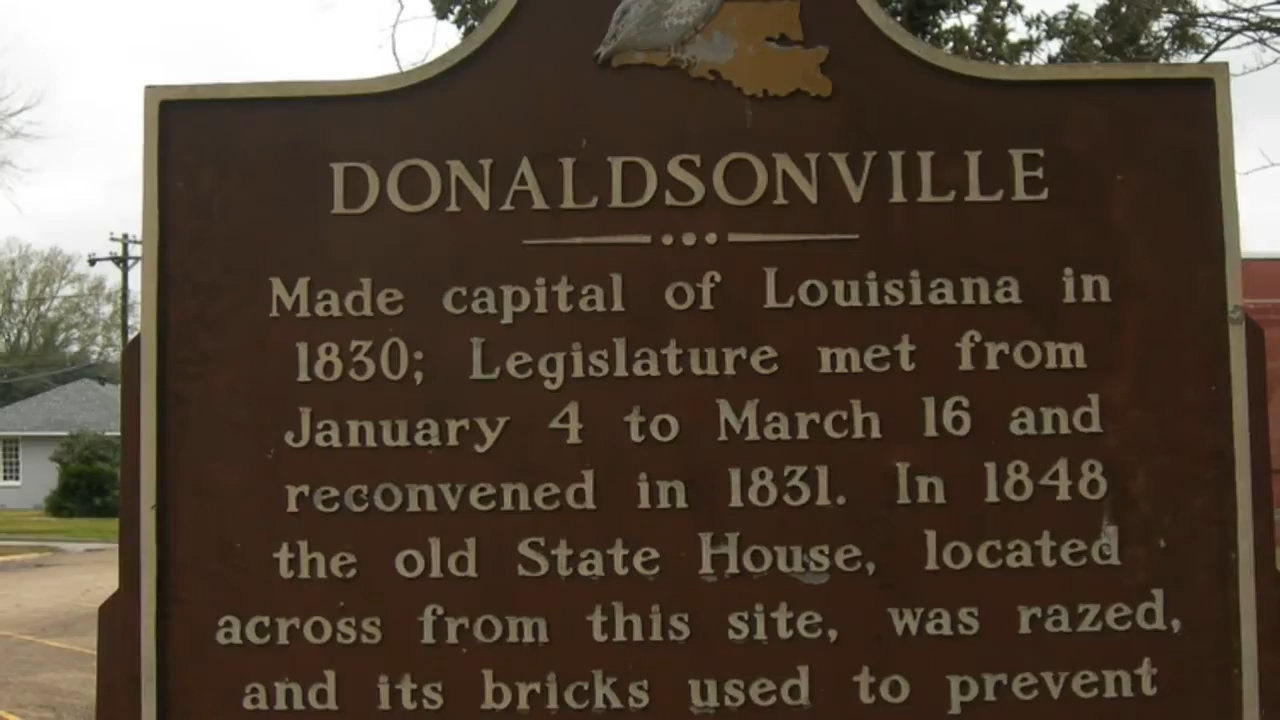 DONALDSONVILLE
Made capital of Louisiana in
1830; Legislature met from
January 4 to March 16 and
reconvened in 1831. In 1848
the old State House, located
across from this site, was razed,
and its bricks used to prevent